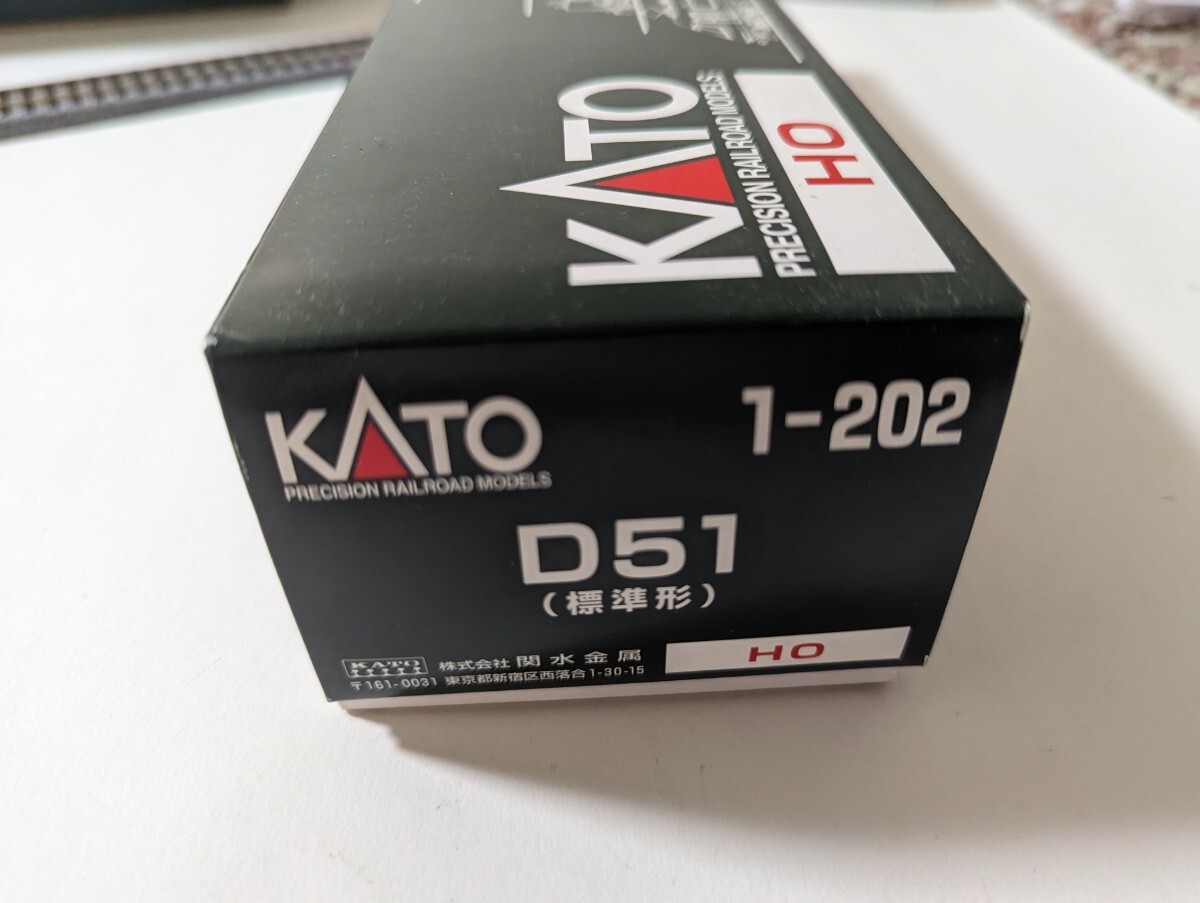 KATO
PRECISION RAILROAD MODELS
HO
KATO
PRECISION RAILROAD MODELS
1-202
D51
(標準形)
KATO
株式会社 関水金属
〒161-0031 東京都新宿区西落合1-30-15
HO